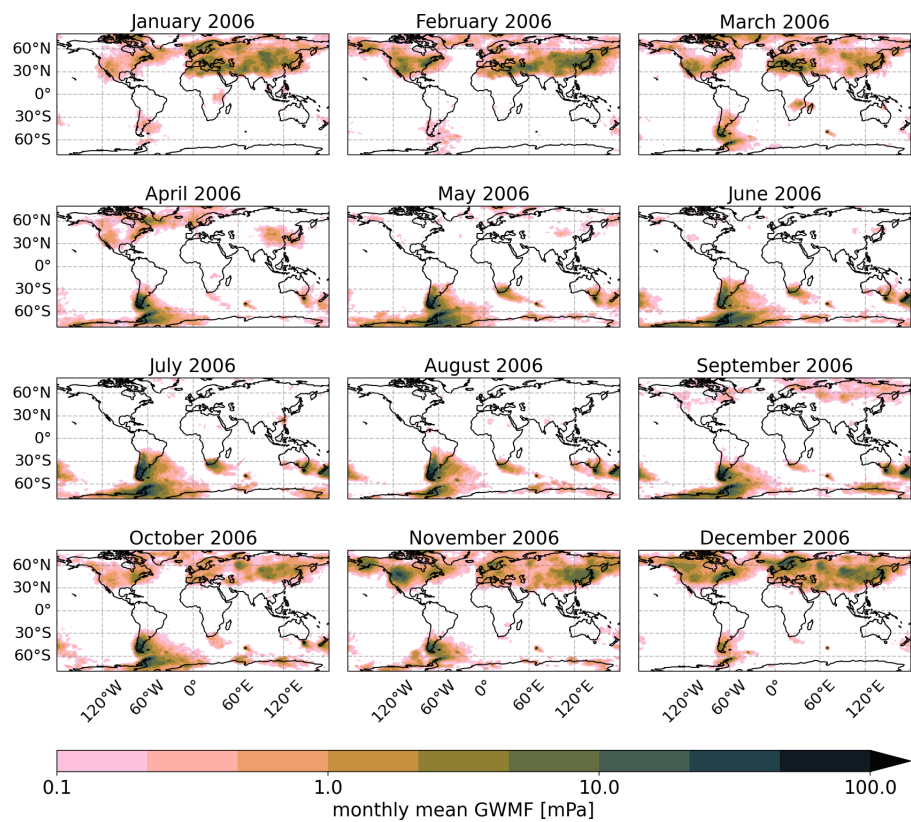 January 2006 February 2006 March 2006
60°N
30°N
0°
30°S
60°S
April 2006 May 2006 June 2006
60°N
30°N
0°
30°S
60°S
July 2006 August 2006 September 2006
60°N
30°N
0°
30°S
60°S
October 2006 November 2006 December 2006
60°N
30°N
0°
30°S
60°S
120°W 60°W 0° 60°E 120°E 120°W 60°W 0° 60°E 120°E 120°W 60°W 0° 60°E 120°E
0.1 1.0 10.0 100.0
monthly mean GWMF [mPa]